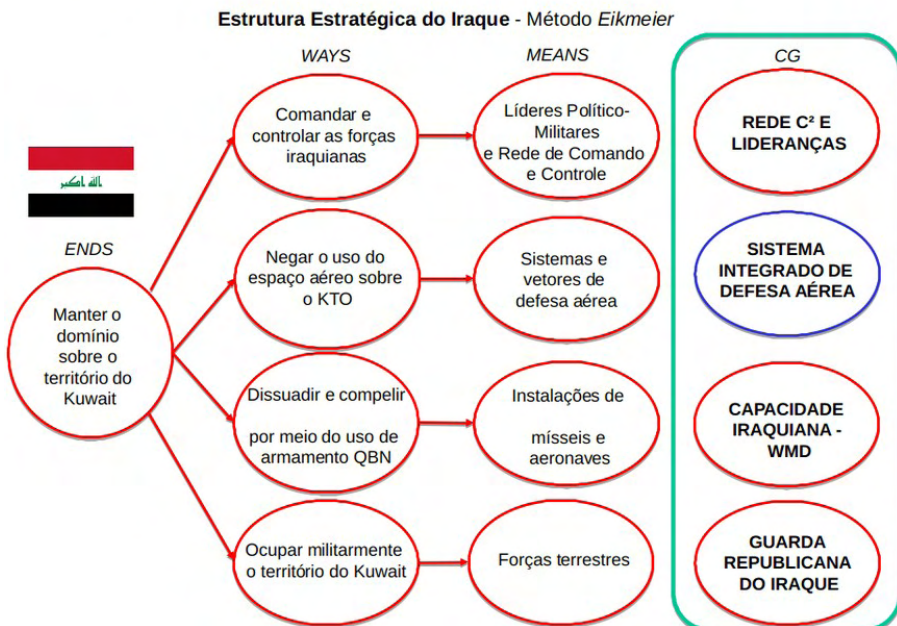 Estrutura Estratégica do Iraque - Método Eikmeier
WAYS
MEANS
CG
ENDS
الله اكبر
Manter o
domínio
sobre o
território do
Kuwait
Comandar e
controlar as forças
iraquianas
Líderes Político-
Militares
e Rede de Comando
e Controle
REDE C² E
LIDERANÇAS
Negar o uso do
espaço aéreo sobre
o KTO
Sistemas e
vetores de
defesa aérea
SISTEMA
INTEGRADO DE
DEFESA AÉREA
Dissuadir e compelir
por meio do uso de
armamento QBN
Instalações de
mísseis e
aeronaves
CAPACIDADE
IRAQUIANA -
WMD
Ocupar militarmente
o território do Kuwait
Forças terrestres
GUARDA
REPUBLICANA
DO IRAQUE